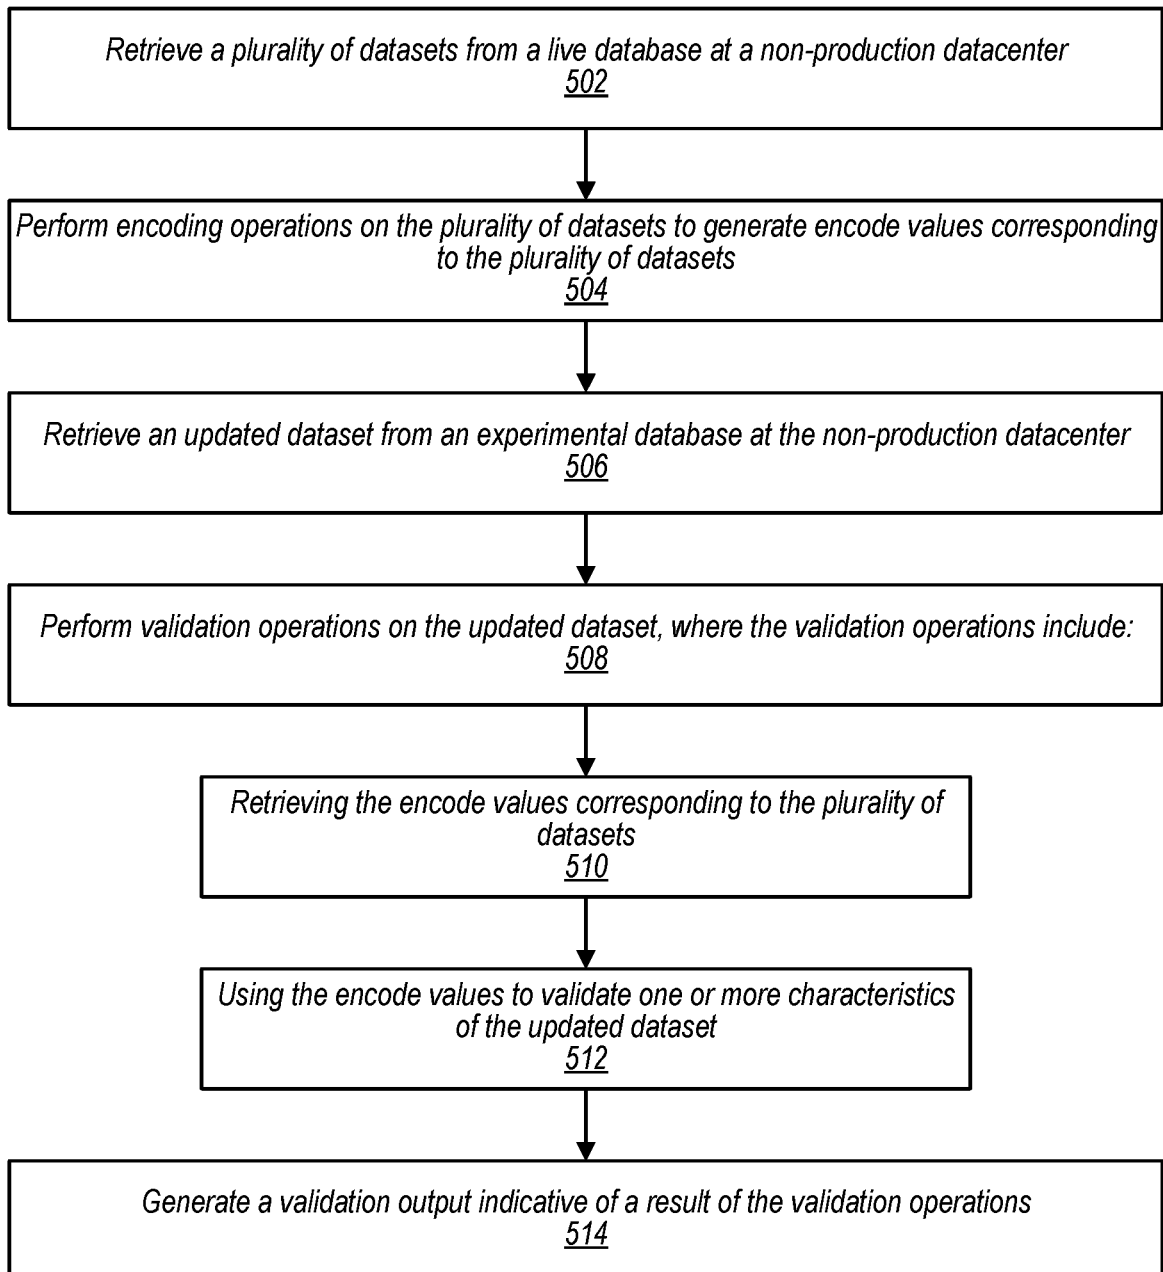 Retrieve a plurality of datasets from a live database at a non-production datacenter
502
Perform encoding operations on the plurality of datasets to generate encode values corresponding
to the plurality of datasets
504
Retrieve an updated dataset from an experimental database at the non-production datacenter
506
Perform validation operations on the updated dataset, where the validation operations include:
508
Retrieving the encode values corresponding to the plurality of
datasets
510
Using the encode values to validate one or more characteristics
of the updated dataset
512
Generate a validation output indicative of a result of the validation operations
514